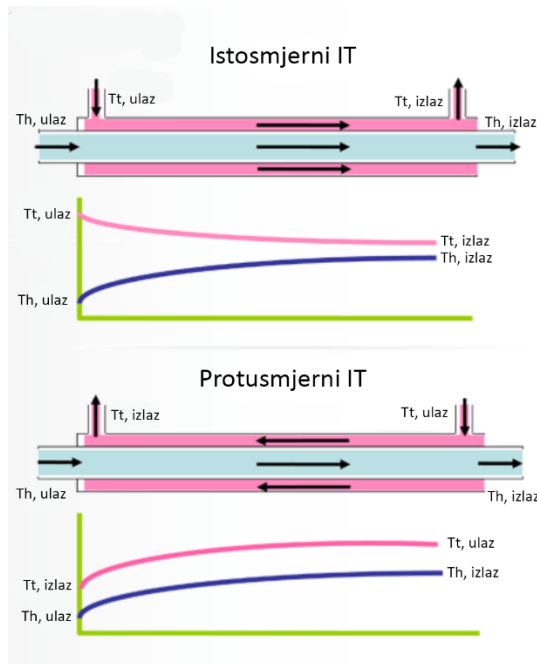 Istosmjerni IT
Tt, ulaz
Tt, izlaz
Th, ulaz
Th, izlaz
Tt, ulaz
Tt, izlaz
Th, izlaz
Th, ulaz
Protusmjerni IT
Tt, izlaz
Tt, ulaz
Th, ulaz
Th, izlaz
Tt, ulaz
Th, izlaz
Tt, izlaz
Th, ulaz